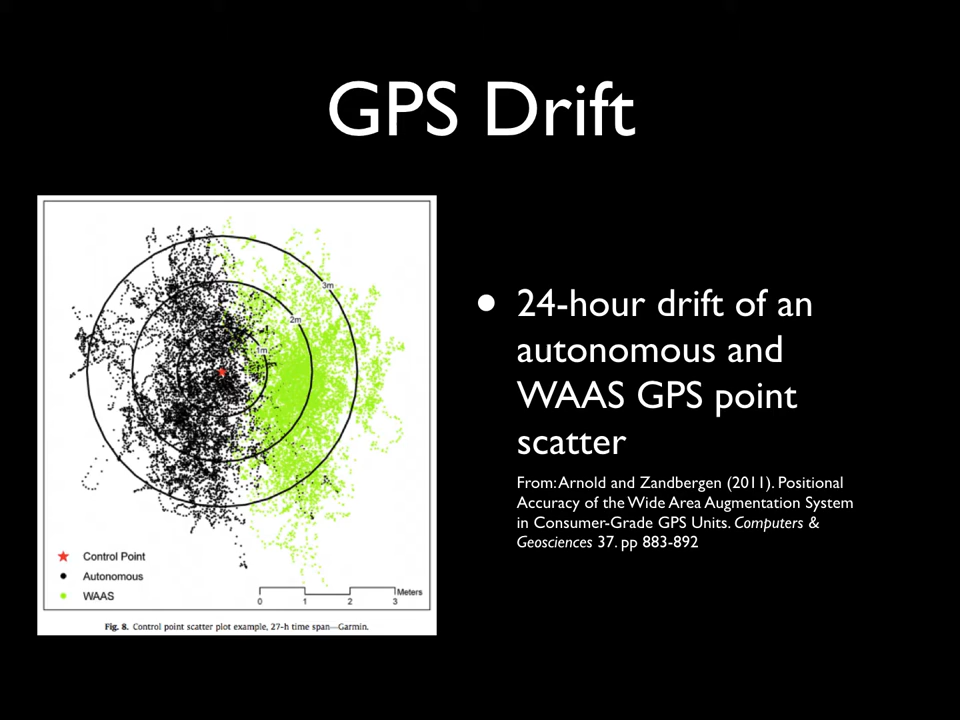 GPS Drift
3m
2m
1m
Control Point
Autonomous
WAAS
Meters
0 1 2 3
Fig. 8. Control point scatter plot example, 27-h time span—Garmin.
• 24-hour drift of an
autonomous and
WAAS GPS point
scatter
From: Arnold and Zandbergen (2011). Positional
Accuracy of the Wide Area Augmentation System
in Consumer-Grade GPS Units. Computers &
Geosciences 37. pp 883-892